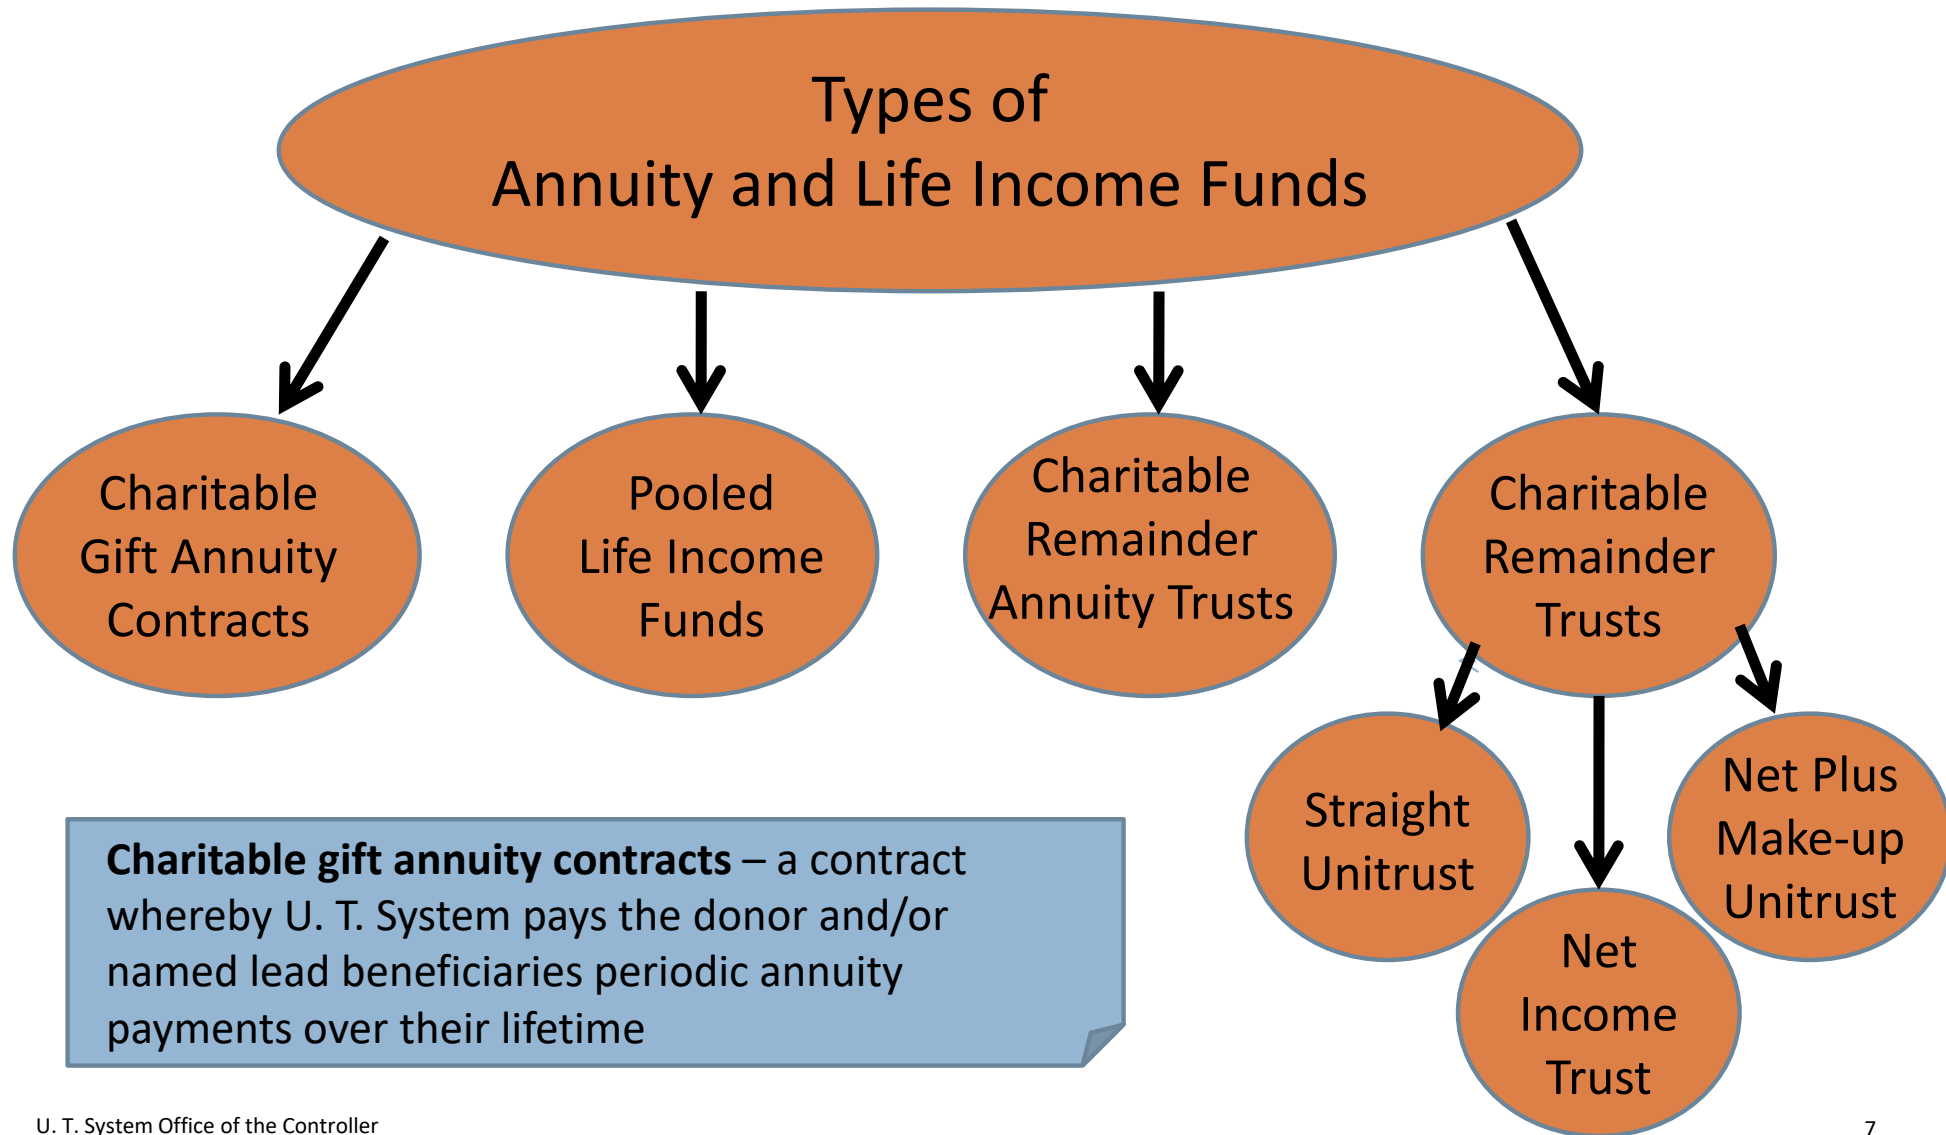 Types of
Annuity and Life Income Funds
Charitable
Gift Annuity
Contracts
Pooled
Life Income
Funds
Charitable
Remainder
Annuity Trusts
Charitable
Remainder
Trusts
Straight
Unitrust
Net
Income
Trust
Net Plus
Make-up
Unitrust
Charitable gift annuity contracts – a contract
whereby U. T. System pays the donor and/or
named lead beneficiaries periodic annuity
payments over their lifetime
U. T. System Office of the Controller
7